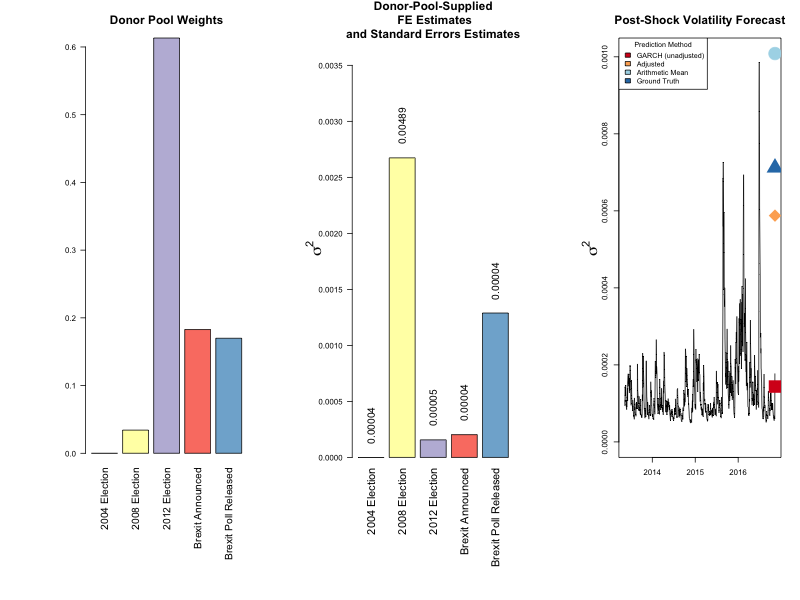 Donor Pool Weights
0.6
0.5
0.4
0.3
0.2
0.1
0.0
2004 Election
2008 Election
2012 Election
Brexit Announced
Brexit Poll Released
Donor-Pool-Supplied
FE Estimates
and Standard Errors Estimates
σ²
0.0035
0.0030
0.0025
0.0020
0.0015
0.0010
0.0005
0.0000
0.00004
0.00489
0.00005
0.00004
0.00004
2004 Election
2008 Election
2012 Election
Brexit Announced
Brexit Poll Released
Post-Shock Volatility Forecast
Prediction Method
GARCH (unadjusted)
Adjusted
Arithmetic Mean
Ground Truth
σ²
0.0010
0.0008
0.0006
0.0004
0.0002
0.0000
2014
2015
2016